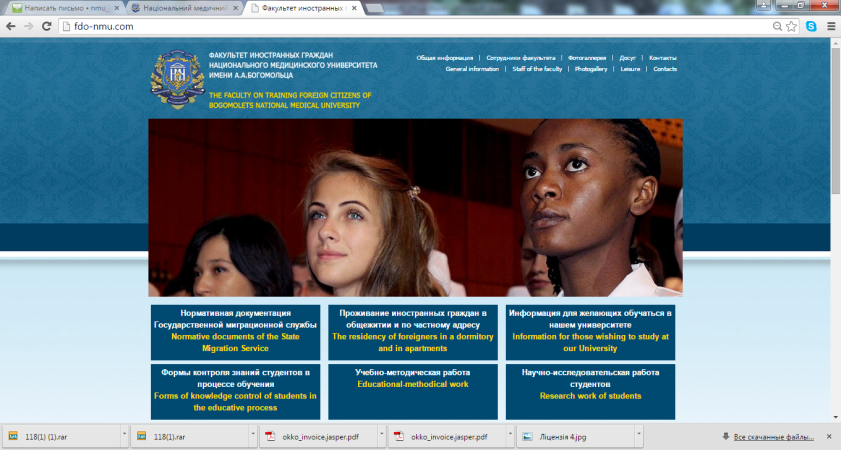 Написать письмо • nmu_
Національний медичний
Факультет иностранных
fdo-nmu.com
ФАКУЛЬТЕТ ИНОСТРАННЫХ ГРАЖДАН
НАЦИОНАЛЬНОГО МЕДИЦИНСКОГО УНИВЕРСИТЕТА
ИМЕНИ А.А.БОГОМОЛЬЦА
THE FACULTY ON TRAINING FOREIGN CITIZENS OF
BOGOMOLETS NATIONAL MEDICAL UNIVERSITY
Общая информация | Сотрудники факультета | Фотогаллерея | Досуг | Контакты
General information | Staff of the faculty | Photogallery | Leisure | Contacts
Нормативная документация
Государственной миграционной службы
Normative documents of the State
Migration Service
Проживание иностранных граждан в
общежитии и по частному адресу
The residency of foreigners in a dormitory
and in apartments
Информация для желающих обучаться в
нашем университете
Information for those wishing to study at
our University
Формы контроля знаний студентов в
процессе обучения
Forms of knowledge control of students in
the educative process
Учебно-методическая работа
Educational-methodical work
Научно-исследовательская работа
студентов
Research work of students
118(1) (1).rar
118(1).rar
okko_invoice.jasper.pdf
okko_invoice.jasper.pdf
Ліцензія 4.jpg
Все скачанные файлы...